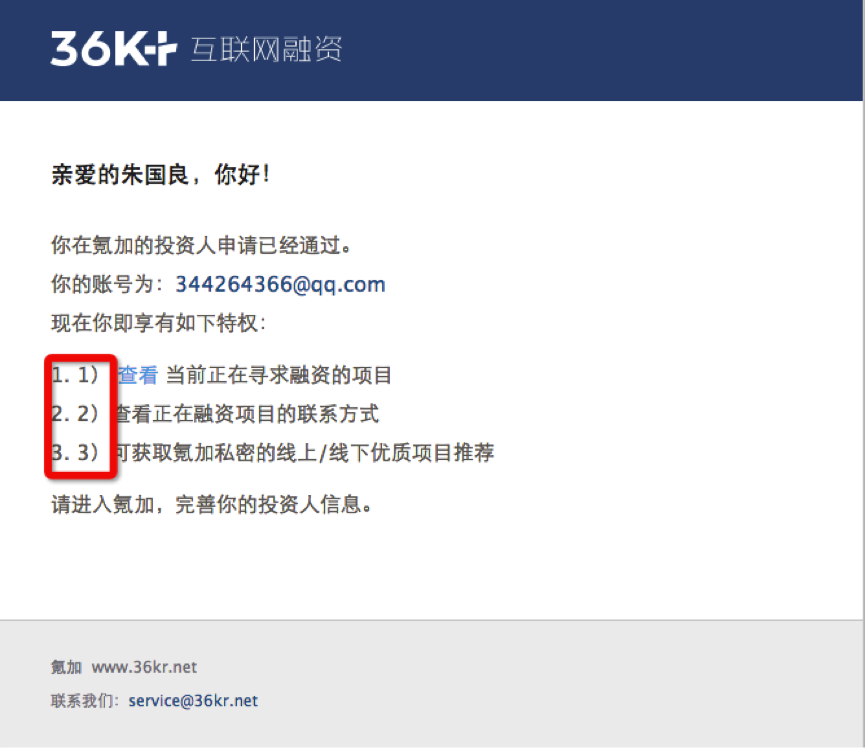 36Kr 互联网融资
亲爱的朱国良，你好！
你在氪加的投资人申请已经通过。
你的账号为：344264366@qq.com
现在你即享有如下特权：
1. 1） 查看 当前正在寻求融资的项目
2. 2） 查看正在融资项目的联系方式
3. 3） 可获取氪加私密的线上/线下优质项目推荐
请进入氪加，完善你的投资人信息。
氪加 www.36kr.net
联系我们：service@36kr.net